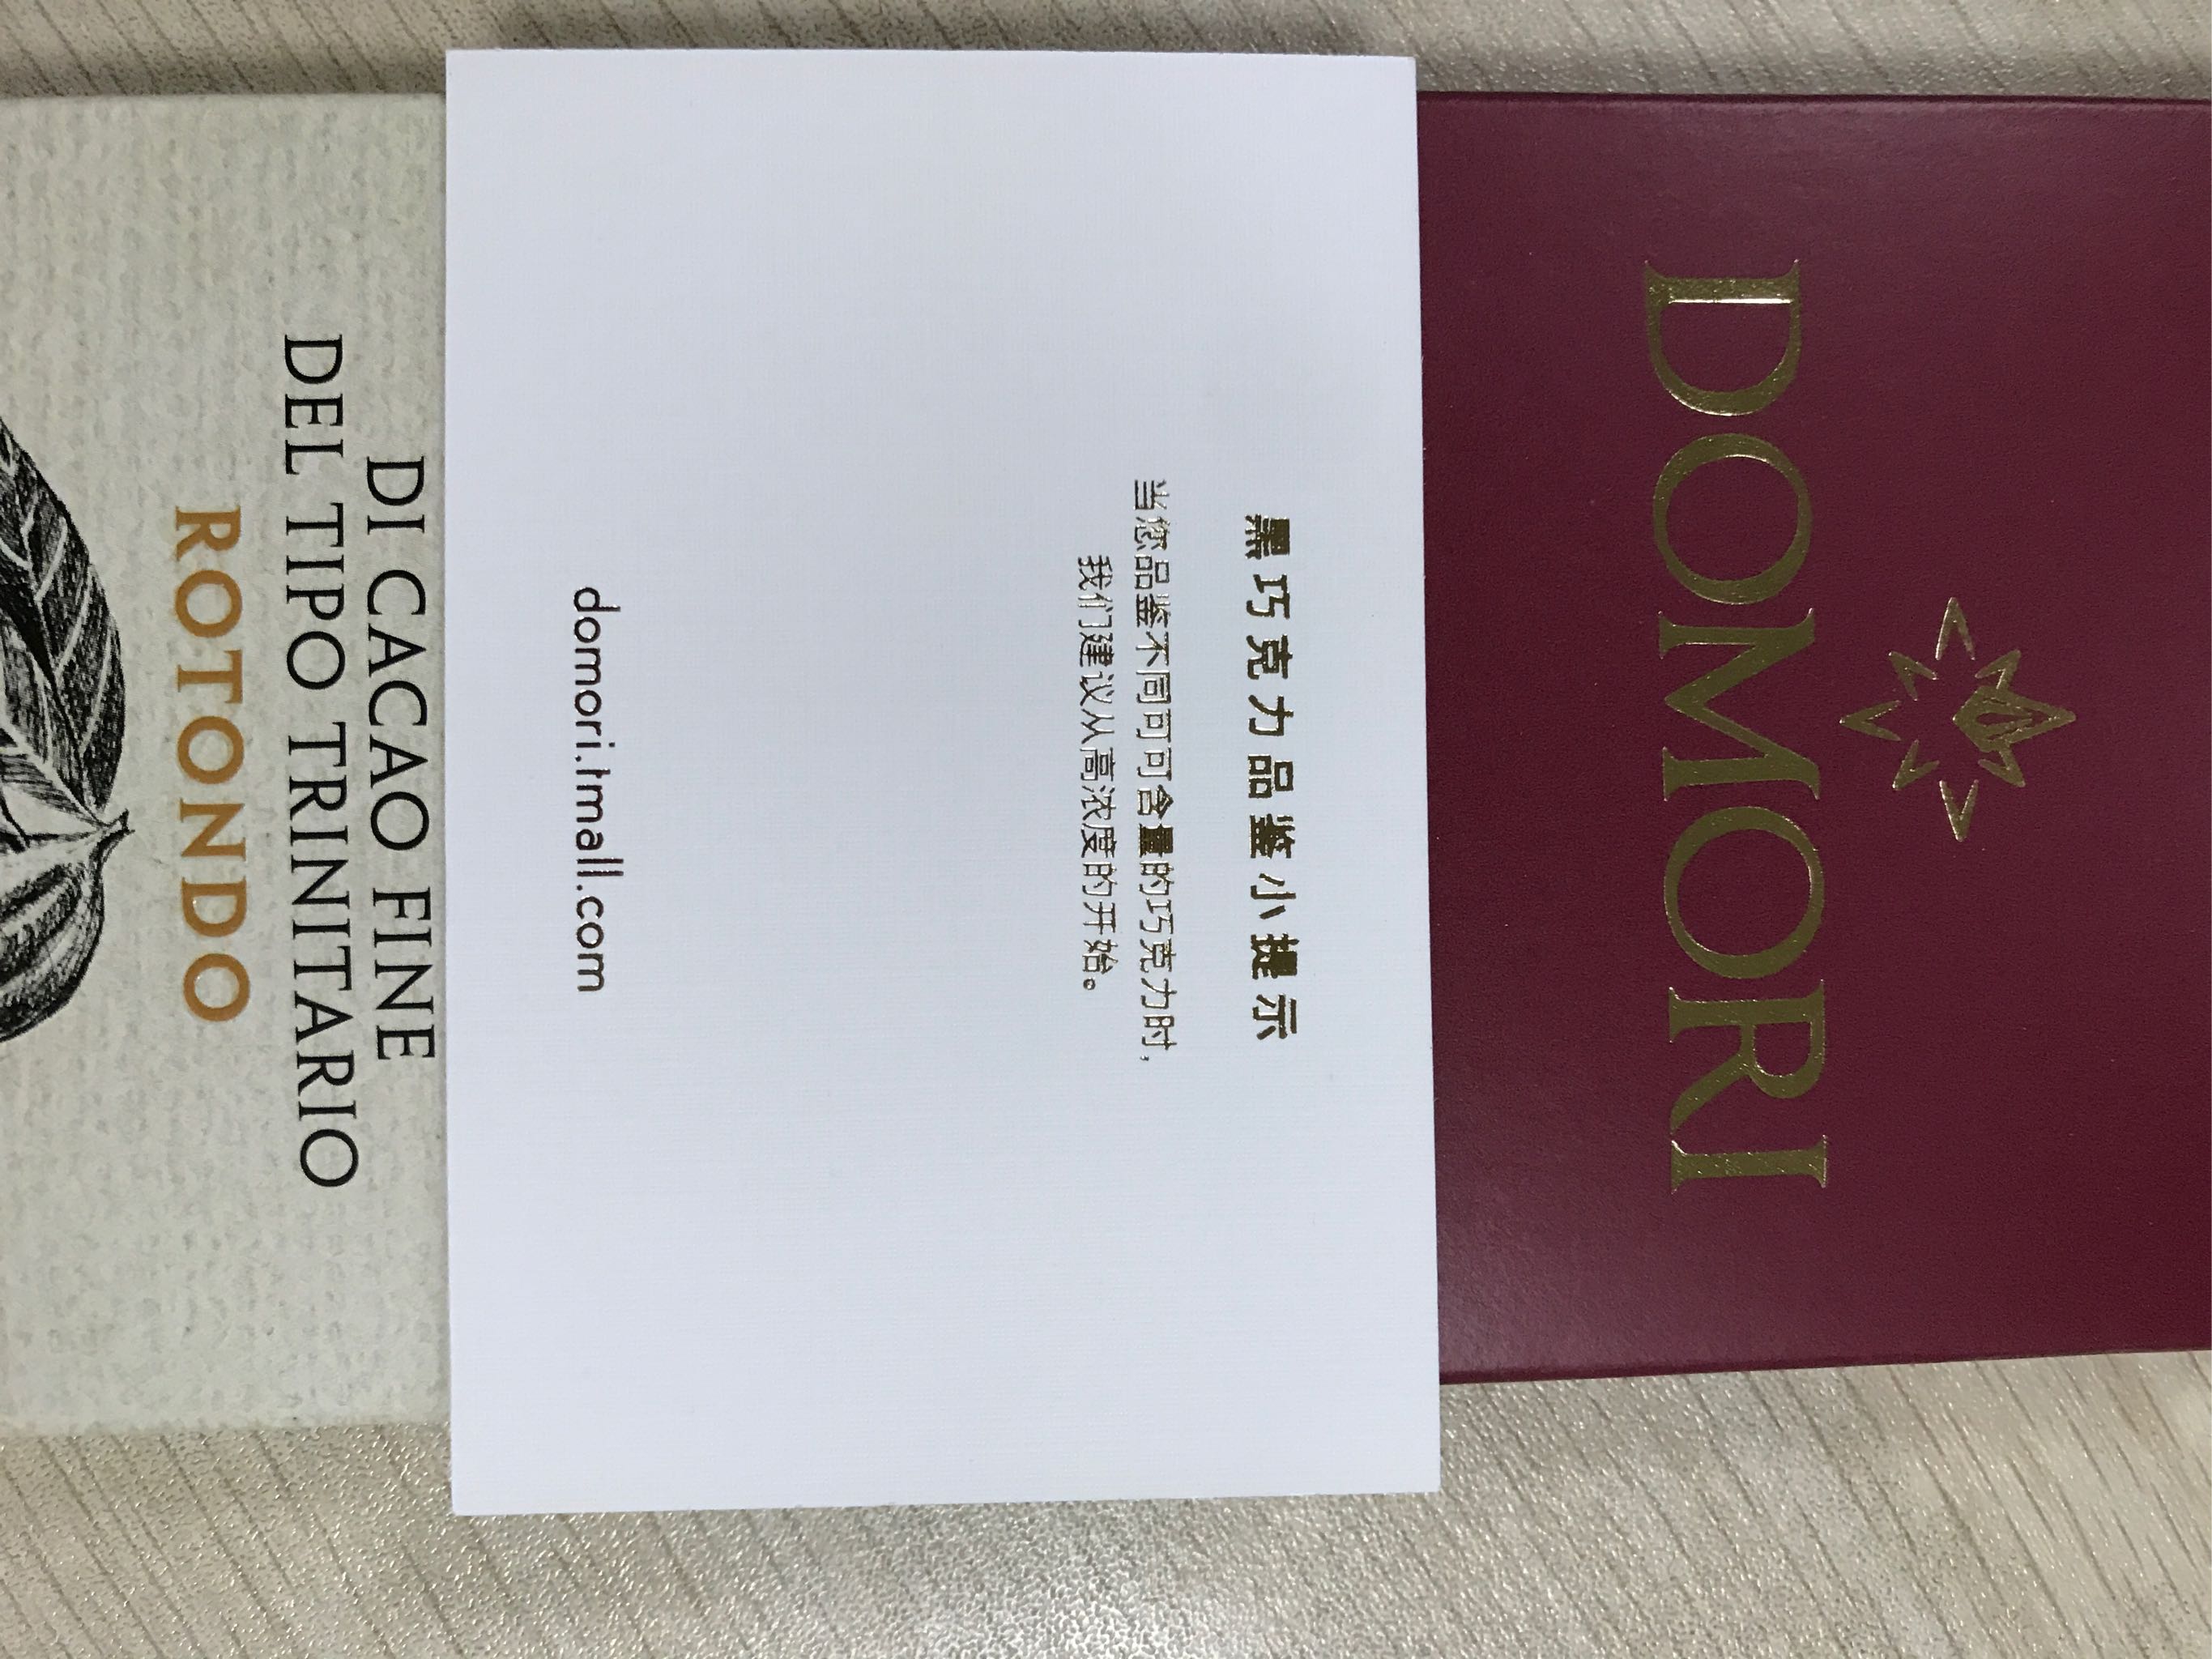 DOMORI
黑巧克力品鉴小提示
当您品鉴不同可可含量的巧克力时,
我们建议从高浓度的开始。
domori.tmall.com
DI CACAO FINE
DEL TIPO TRINITARIO
ROTONDO